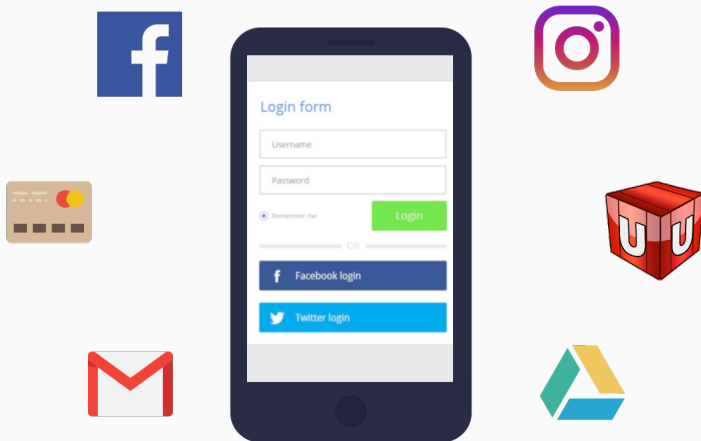 Login form
Username
Password
Remember me
Login
OR
f Facebook login
Twitter login
U U